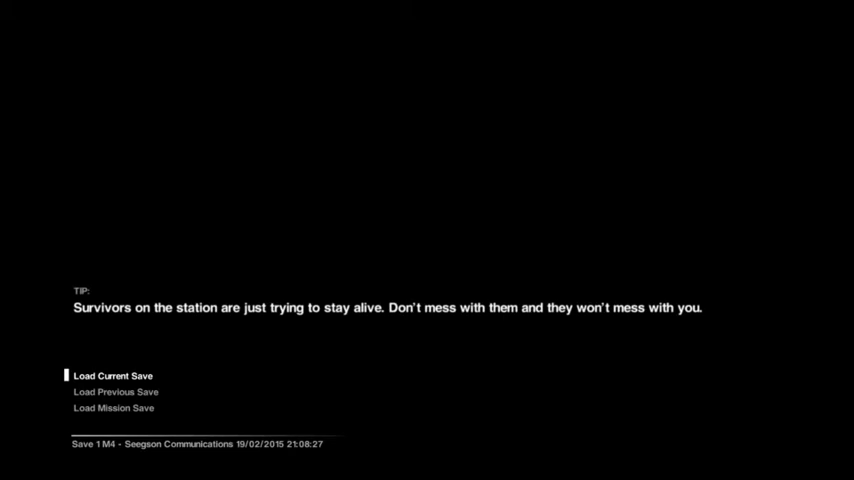 TIP:
Survivors on the station are just trying to stay alive. Don't mess with them and they won't mess with you.
Load Current Save
Load Previous Save
Load Mission Save
Save 1 M4 - Seegson Communications 19/02/2015 21:08:27